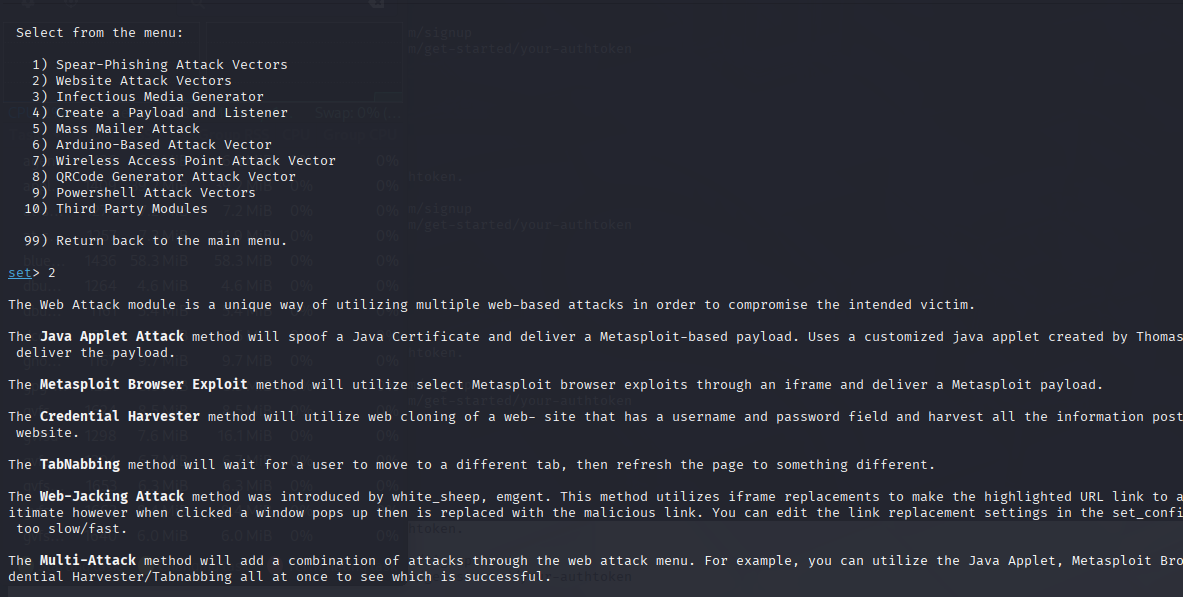 Select from the menu:
1) Spear-Phishing Attack Vectors
2) Website Attack Vectors
3) Infectious Media Generator
4) Create a Payload and Listener
5) Mass Mailer Attack
6) Arduino-Based Attack Vector
7) Wireless Access Point Attack Vector
8) QRCode Generator Attack Vector
9) Powershell Attack Vectors
10) Third Party Modules
99) Return back to the main menu.
set> 2
The Web Attack module is a unique way of utilizing multiple web-based attacks in order to compromise the intended victim.
The Java Applet Attack method will spoof a Java Certificate and deliver a Metasploit-based payload. Uses a customized java applet created by Thomas
deliver the payload.
The Metasploit Browser Exploit method will utilize select Metasploit browser exploits through an iframe and deliver a Metasploit payload.
The Credential Harvester method will utilize web cloning of a web- site that has a username and password field and harvest all the information post
website.
The TabNabbing method will wait for a user to move to a different tab, then refresh the page to something different.
The Web-Jacking Attack method was introduced by white_sheep, emgent. This method utilizes iframe replacements to make the highlighted URL link to a
itimate however when clicked a window pops up then is replaced with the malicious link. You can edit the link replacement settings in the set_confi
too slow/fast.
The Multi-Attack method will add a combination of attacks through the web attack menu. For example, you can utilize the Java Applet, Metasploit Bro
dential Harvester/Tabnabbing all at once to see which is successful.